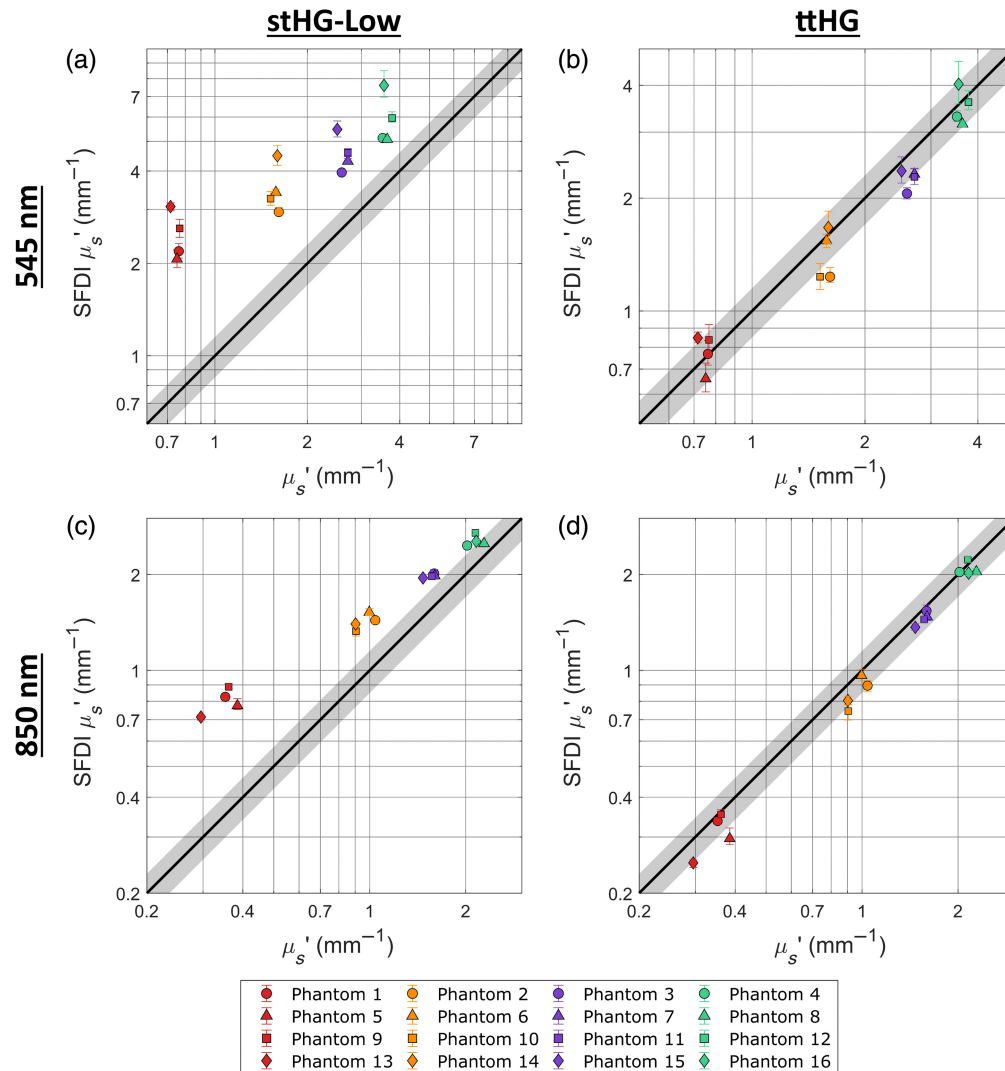 stHG-Low
ttHG
545 nm
850 nm
(a)
SFDI μs' (mm−1)
7
4
2
1
0.7
0.7 1 2 4 7
μs' (mm−1)
(b)
SFDI μs' (mm−1)
4
2
1
0.7
0.7 1 2 4
μs' (mm−1)
(c)
SFDI μs' (mm−1)
2
1
0.7
0.4
0.2
0.2 0.4 0.7 1 2
μs' (mm−1)
(d)
SFDI μs' (mm−1)
2
1
0.7
0.4
0.2
0.2 0.4 0.7 1 2
μs' (mm−1)
Phantom 1 Phantom 2 Phantom 3 Phantom 4
Phantom 5 Phantom 6 Phantom 7 Phantom 8
Phantom 9 Phantom 10 Phantom 11 Phantom 12
Phantom 13 Phantom 14 Phantom 15 Phantom 16